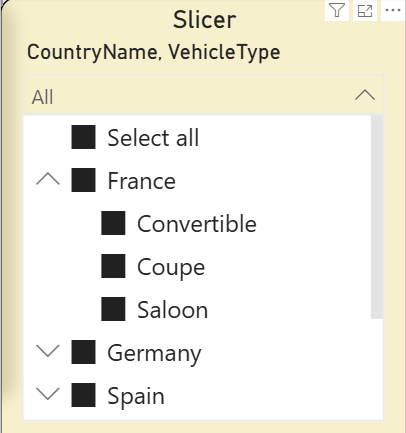 Slicer
CountryName, VehicleType
All
Select all
France
Convertible
Coupe
Saloon
Germany
Spain